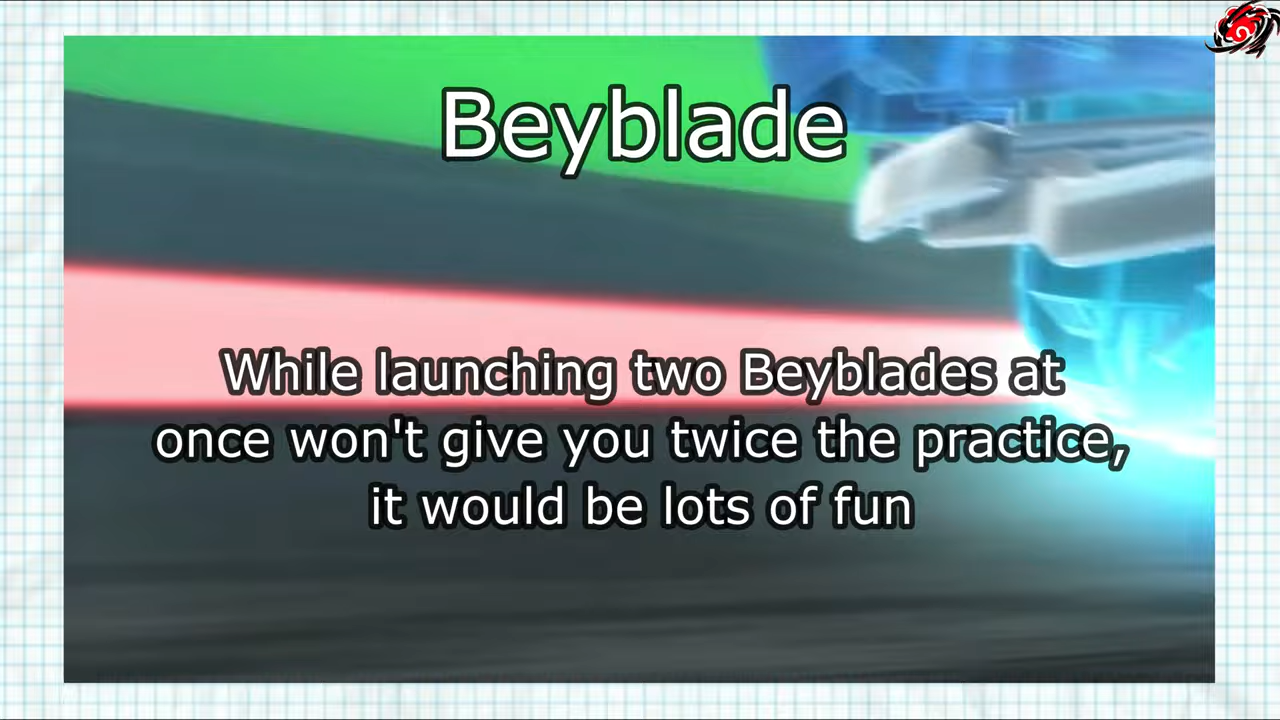 Beyblade
While launching two Beyblades at
once won't give you twice the practice,
it would be lots of fun